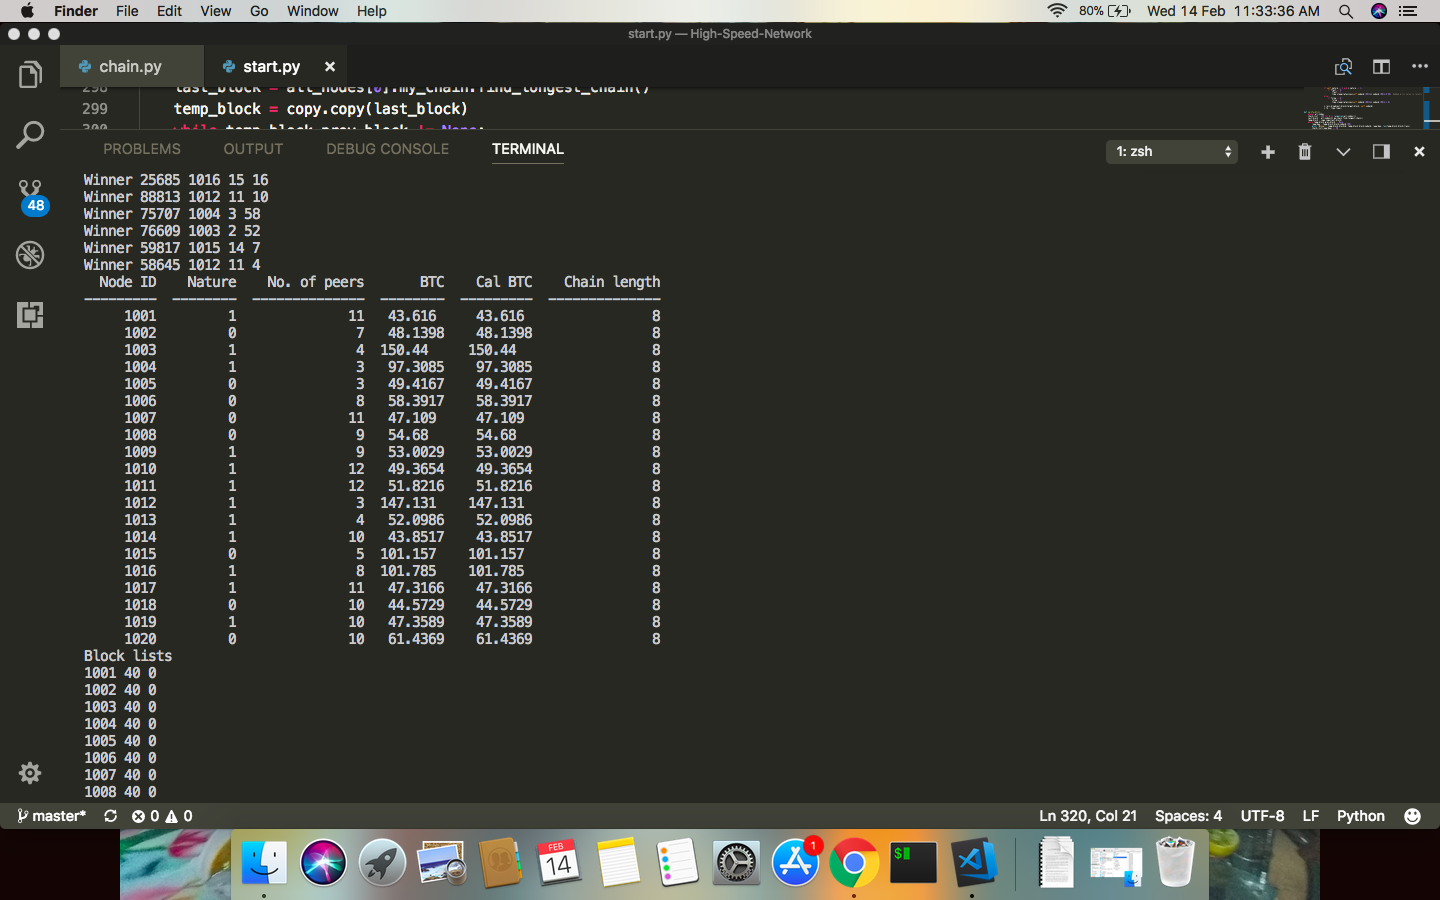 Finder File Edit View Go Window Help 80% Wed 14 Feb 11:33:36 AM
start.py — High-Speed-Network
chain.py start.py
298 last_block = all_nodes[0].my_chain.find_longest_chain()
299 temp_block = copy.copy(last_block)
300 while temp_block.prev_block != None:
PROBLEMS OUTPUT DEBUG CONSOLE TERMINAL 1: zsh
48
Winner 25685 1016 15 16
Winner 88813 1012 11 10
Winner 75707 1004 3 58
Winner 76609 1003 2 52
Winner 59817 1015 14 7
Winner 58645 1012 11 4
Node ID Nature No. of peers BTC Cal BTC Chain length
--------- -------- -------------- -------- --------- --------------
1001 1 11 43.616 43.616 8
1002 0 7 48.1398 48.1398 8
1003 1 4 150.44 150.44 8
1004 1 3 97.3085 97.3085 8
1005 0 3 49.4167 49.4167 8
1006 0 8 58.3917 58.3917 8
1007 0 11 47.109 47.109 8
1008 0 9 54.68 54.68 8
1009 1 9 53.0029 53.0029 8
1010 1 12 49.3654 49.3654 8
1011 1 12 51.8216 51.8216 8
1012 1 3 147.131 147.131 8
1013 1 4 52.0986 52.0986 8
1014 1 10 43.8517 43.8517 8
1015 0 5 101.157 101.157 8
1016 1 8 101.785 101.785 8
1017 1 11 47.3166 47.3166 8
1018 0 10 44.5729 44.5729 8
1019 1 10 47.3589 47.3589 8
1020 0 10 61.4369 61.4369 8
Block lists
1001 40 0
1002 40 0
1003 40 0
1004 40 0
1005 40 0
1006 40 0
1007 40 0
1008 40 0
master* 0 0 Ln 320, Col 21 Spaces: 4 UTF-8 LF Python
FEB
14
1
$